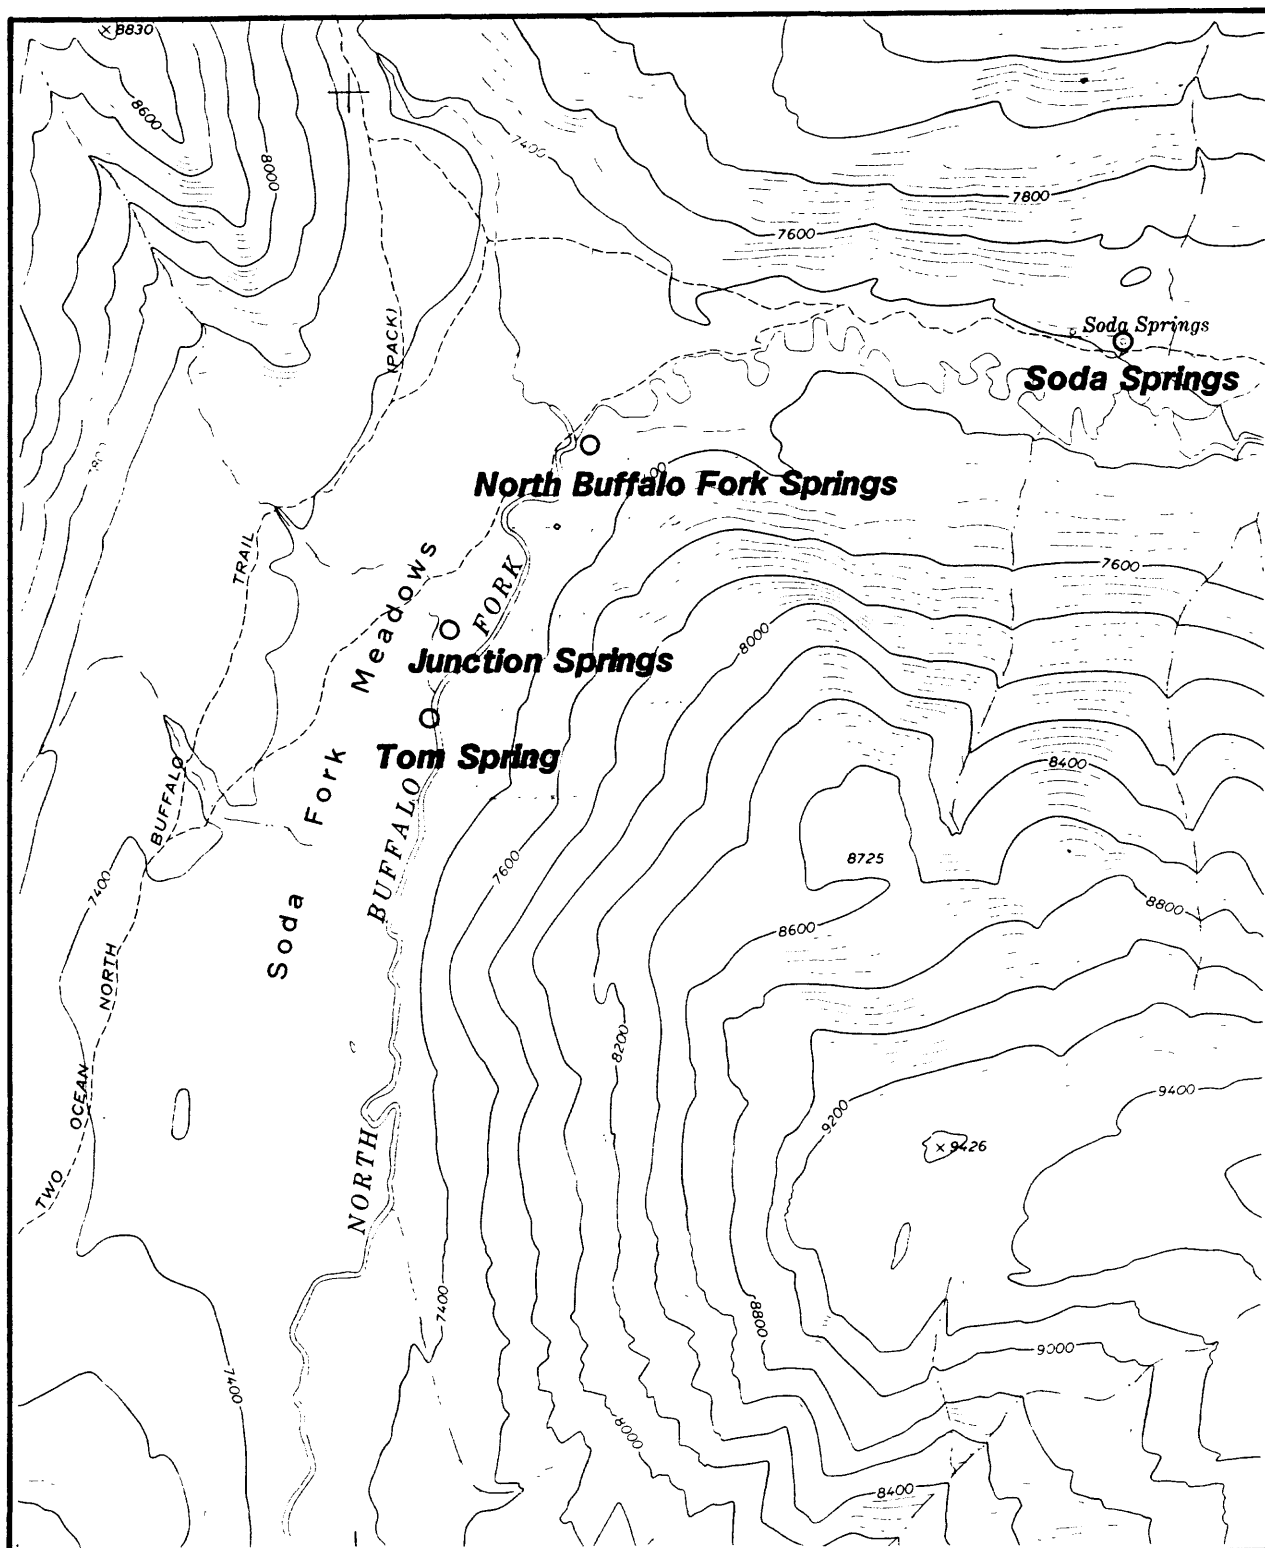 × 8830
8600
8000
7400
7800
7600
(PACK)
Soda Springs
Soda Springs
North Buffalo Fork Springs
TRAIL
Meadows
FORK
7600
Junction Springs
8000
Tom Spring
Fork
BUFFALO
BUFFALO
8400
7600
8725
7400
8800
8600
Soda
NORTH
8200
OCEAN
9200
9400
× 9426
NORTH
TWO
7400
8800
9000
7400
8000
8400